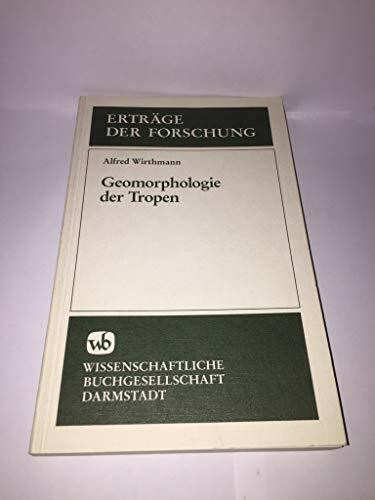 ERTRÄGE
DER FORSCHUNG
Alfred Wirthmann
Geomorphologie
der Tropen
wb
WISSENSCHAFTLICHE
BUCHGESELLSCHAFT
DARMSTADT